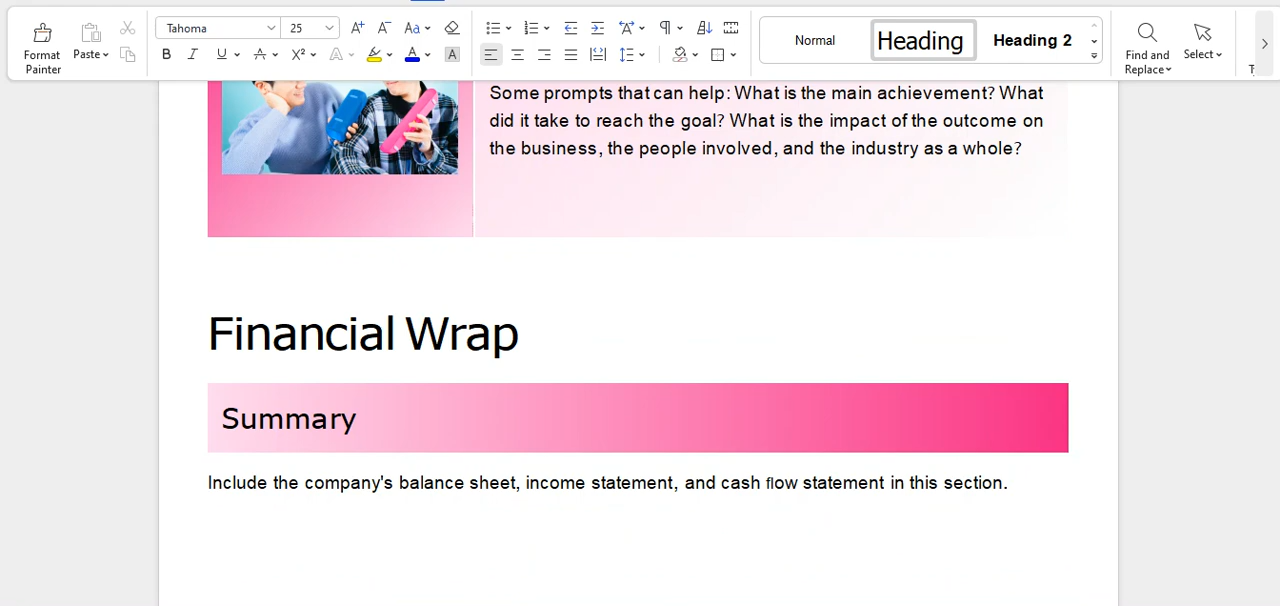 Tahoma 25 Aa
Format Painter Paste
B I U A X² A A A
Normal Heading Heading 2
Find and Replace Select
Some prompts that can help: What is the main achievement? What
did it take to reach the goal? What is the impact of the outcome on
the business, the people involved, and the industry as a whole?
Financial Wrap
Summary
Include the company's balance sheet, income statement, and cash flow statement in this section.